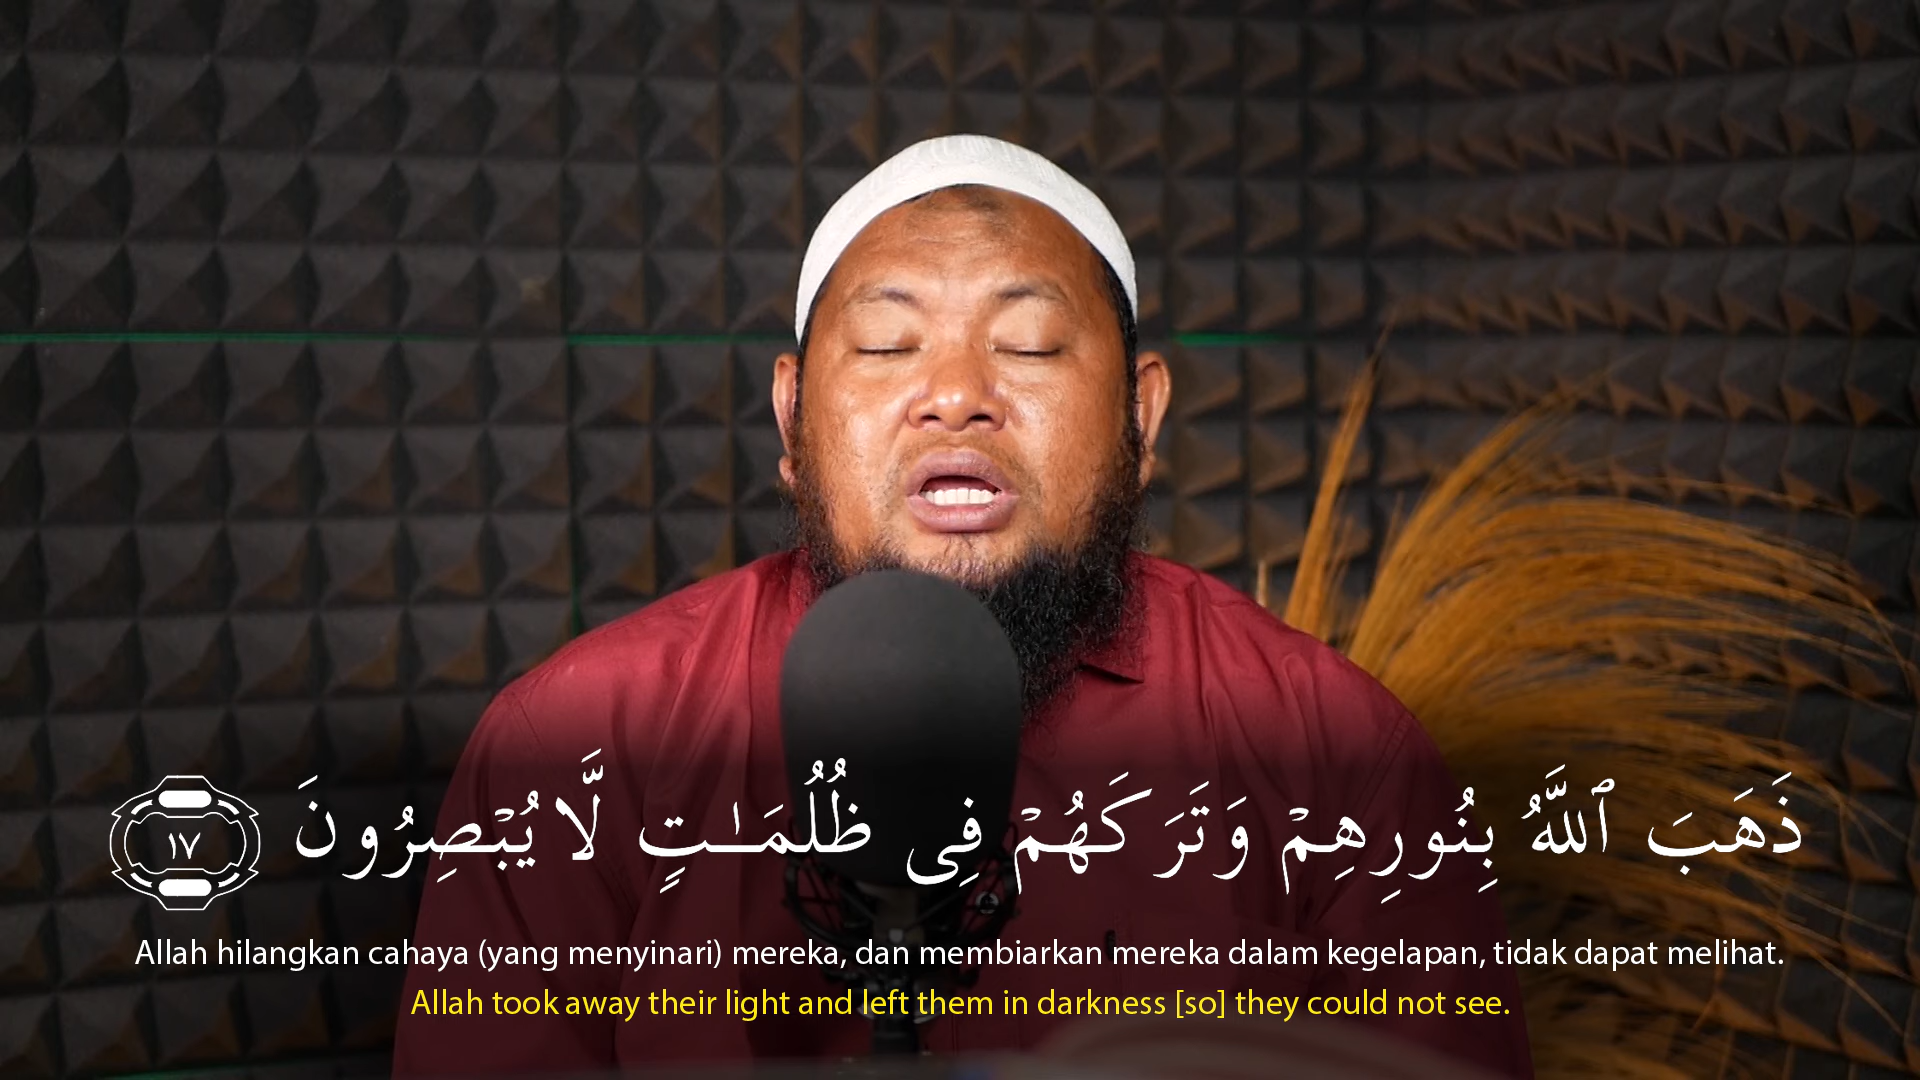 ذَهَبَ ٱللَّهُ بِنُورِهِمْ وَتَرَكَهُمْ فِى ظُلُمَـٰتٍ لَّا يُبْصِرُونَ ١٧
Allah hilangkan cahaya (yang menyinari) mereka, dan membiarkan mereka dalam kegelapan, tidak dapat melihat.
Allah took away their light and left them in darkness [so] they could not see.